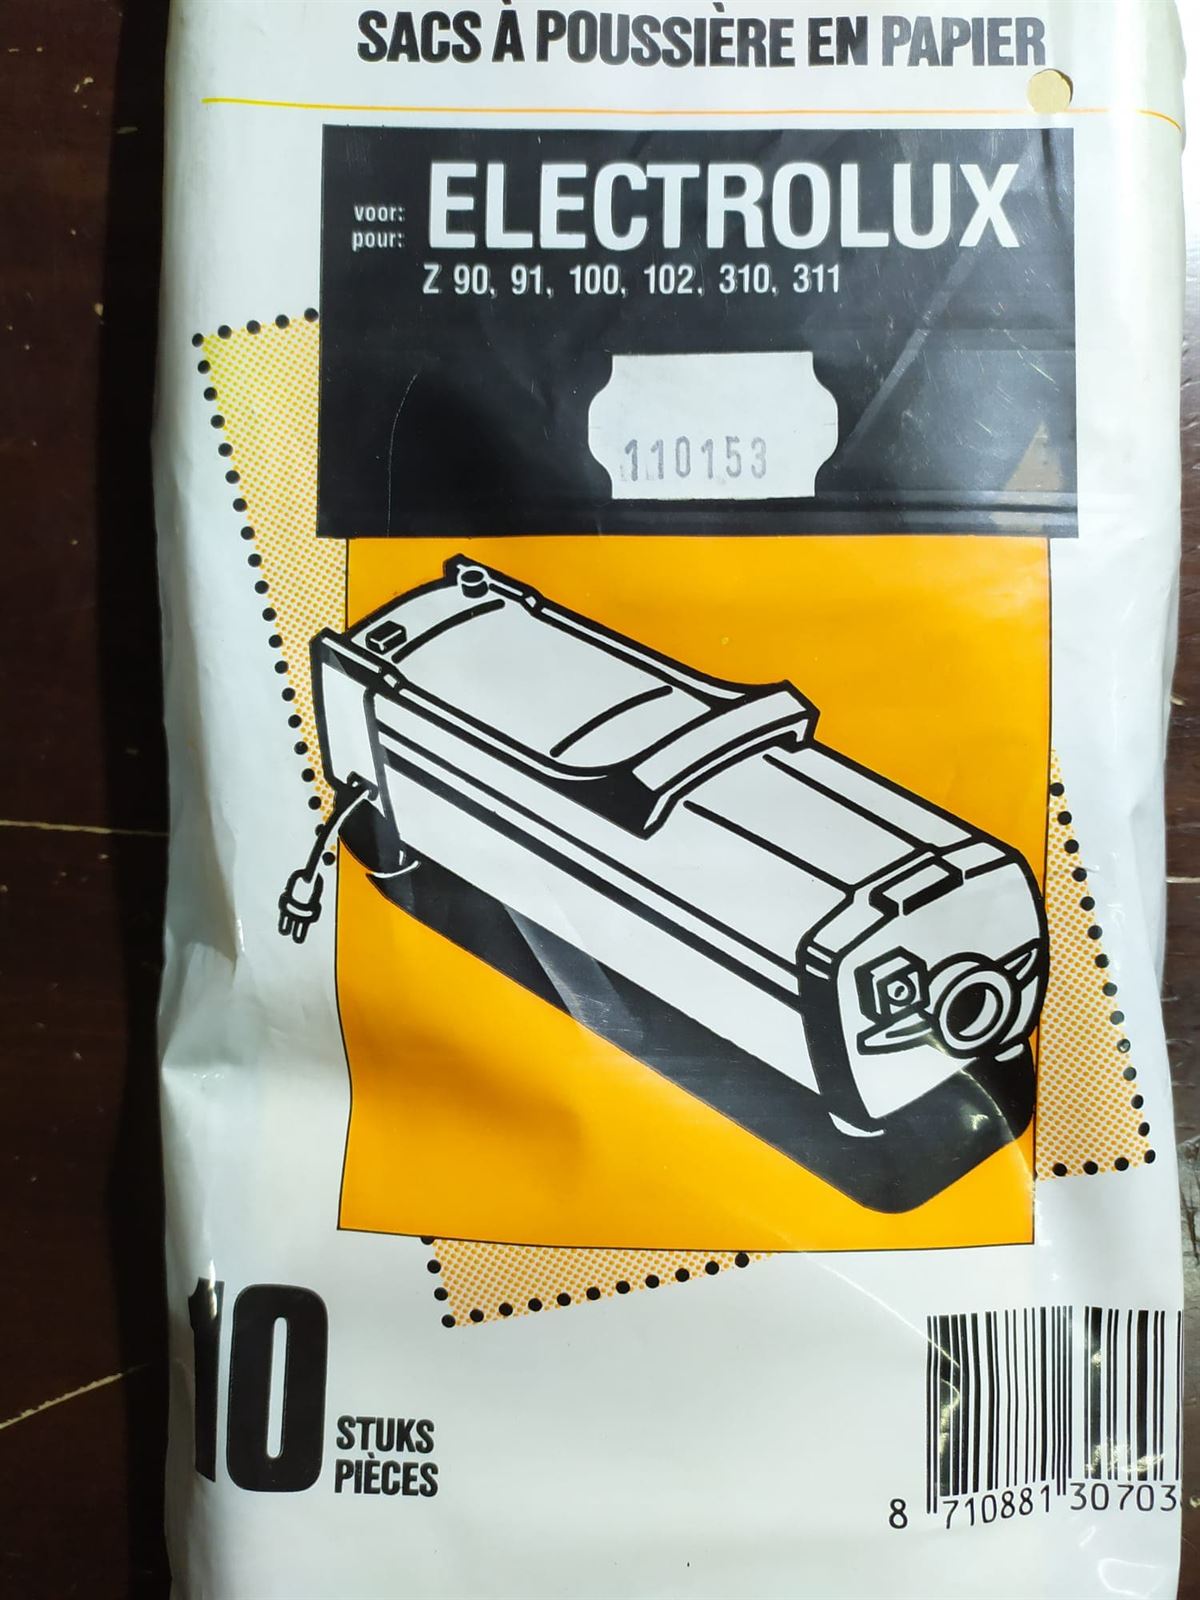 SACS À POUSSIÈRE EN PAPIER
voor:
pour:
ELECTROLUX
Z 90, 91, 100, 102, 310, 311
110153
10
STUKS
PIÈCES
8 710881 30703